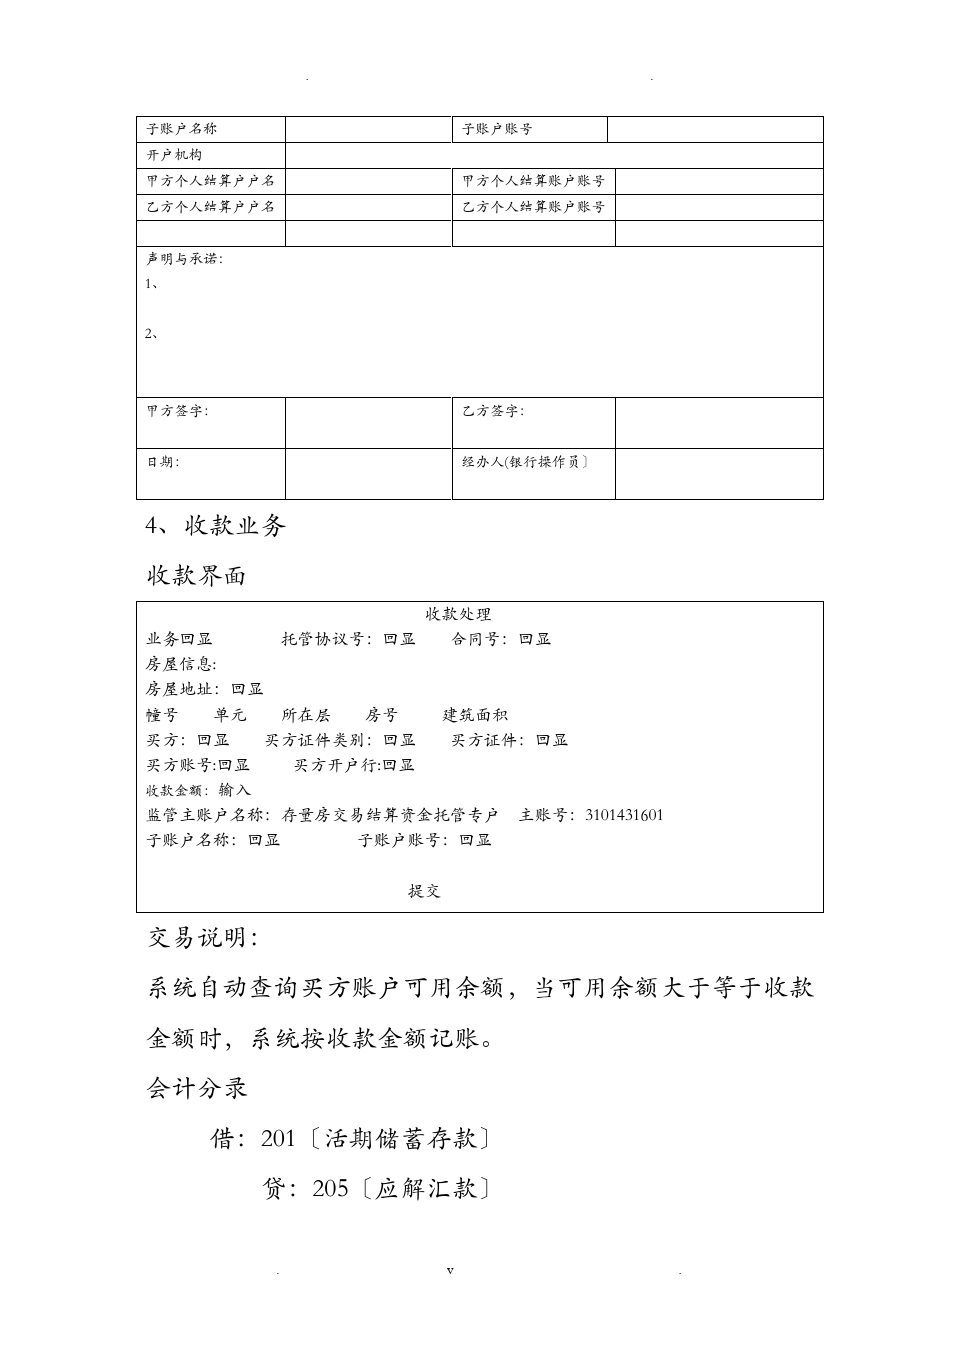 子账户名称 子账户账号
开户机构
甲方个人结算户户名 甲方个人结算账户账号
乙方个人结算户户名 乙方个人结算账户账号
声明与承诺：
1、
2、
甲方签字： 乙方签字：
日期： 经办人(银行操作员〕
4、收款业务
收款界面
收款处理
业务回显 托管协议号：回显 合同号：回显
房屋信息:
房屋地址：回显
幢号 单元 所在层 房号 建筑面积
买方：回显 买方证件类别：回显 买方证件：回显
买方账号:回显 买方开户行:回显
收款金额：输入
监管主账户名称：存量房交易结算资金托管专户 主账号：3101431601
子账户名称：回显 子账户账号：回显
提交
交易说明：
系统自动查询买方账户可用余额，当可用余额大于等于收款
金额时，系统按收款金额记账。
会计分录
借：201〔活期储蓄存款〕
贷：205〔应解汇款〕
. v .